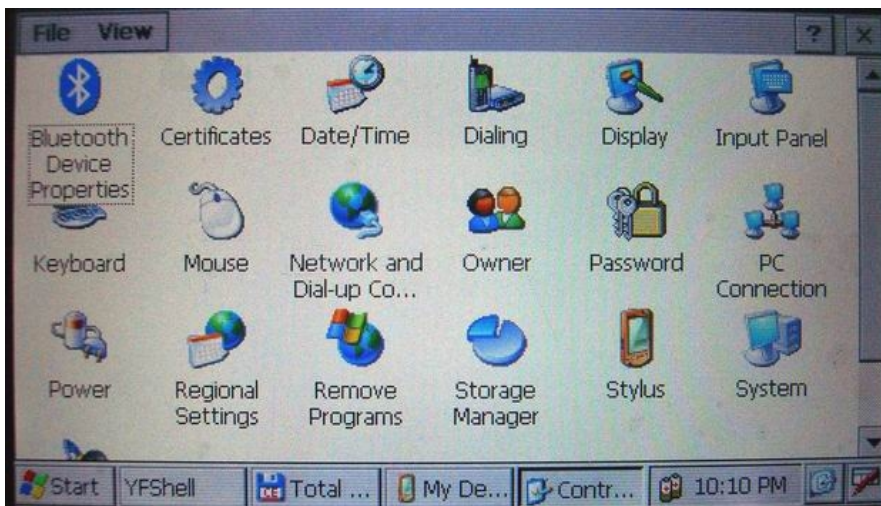 File View ?
Bluetooth Device Properties
Certificates
Date/Time
Dialing
Display
Input Panel
Keyboard
Mouse
Network and
Dial-up Co...
Owner
Password
PC
Connection
Power
Regional
Settings
Remove
Programs
Storage
Manager
Stylus
System
Start YFShell CE Total ... My De... Contr... 10:10 PM